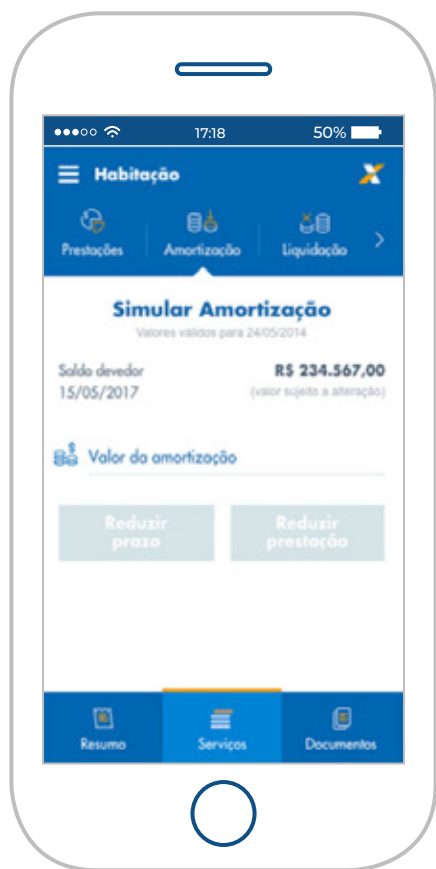 17:18
50%
Habitação
X
Prestações
Amortização
Liquidação
Simular Amortização
Valores válidos para 24/05/2014
Saldo devedor
R$ 234.567,00
15/05/2017
(valor sujeito a alteração)
Valor da amortização
Reduzir
prazo
Reduzir
prestação
Resumo
Serviços
Documentos